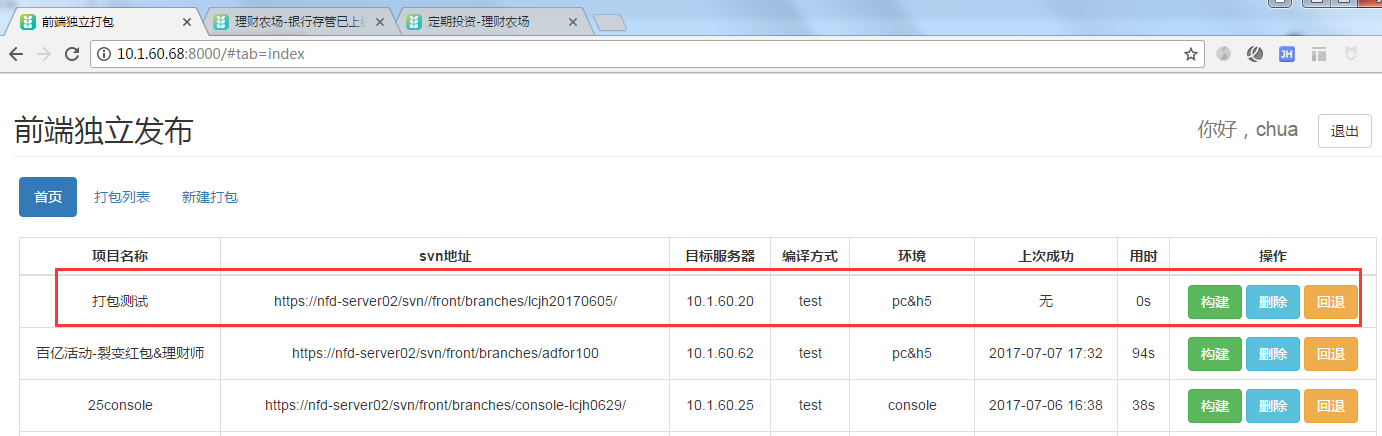 前端独立打包
理财农场-银行存管已上
定期投资-理财农场
10.1.60.68:8000/#tab=index
JH
前端独立发布
你好，chua 退出
首页 打包列表 新建打包
项目名称 svn地址 目标服务器 编译方式 环境 上次成功 用时 操作
打包测试 https://nfd-server02/svn//front/branches/lcjh20170605/ 10.1.60.20 test pc&h5 无 0s 构建 删除 回退
百亿活动-裂变红包&理财师 https://nfd-server02/svn/front/branches/adfor100 10.1.60.62 test pc&h5 2017-07-07 17:32 94s 构建 删除 回退
25console https://nfd-server02/svn/front/branches/console-lcjh0629/ 10.1.60.25 test console 2017-07-06 16:38 38s 构建 删除 回退